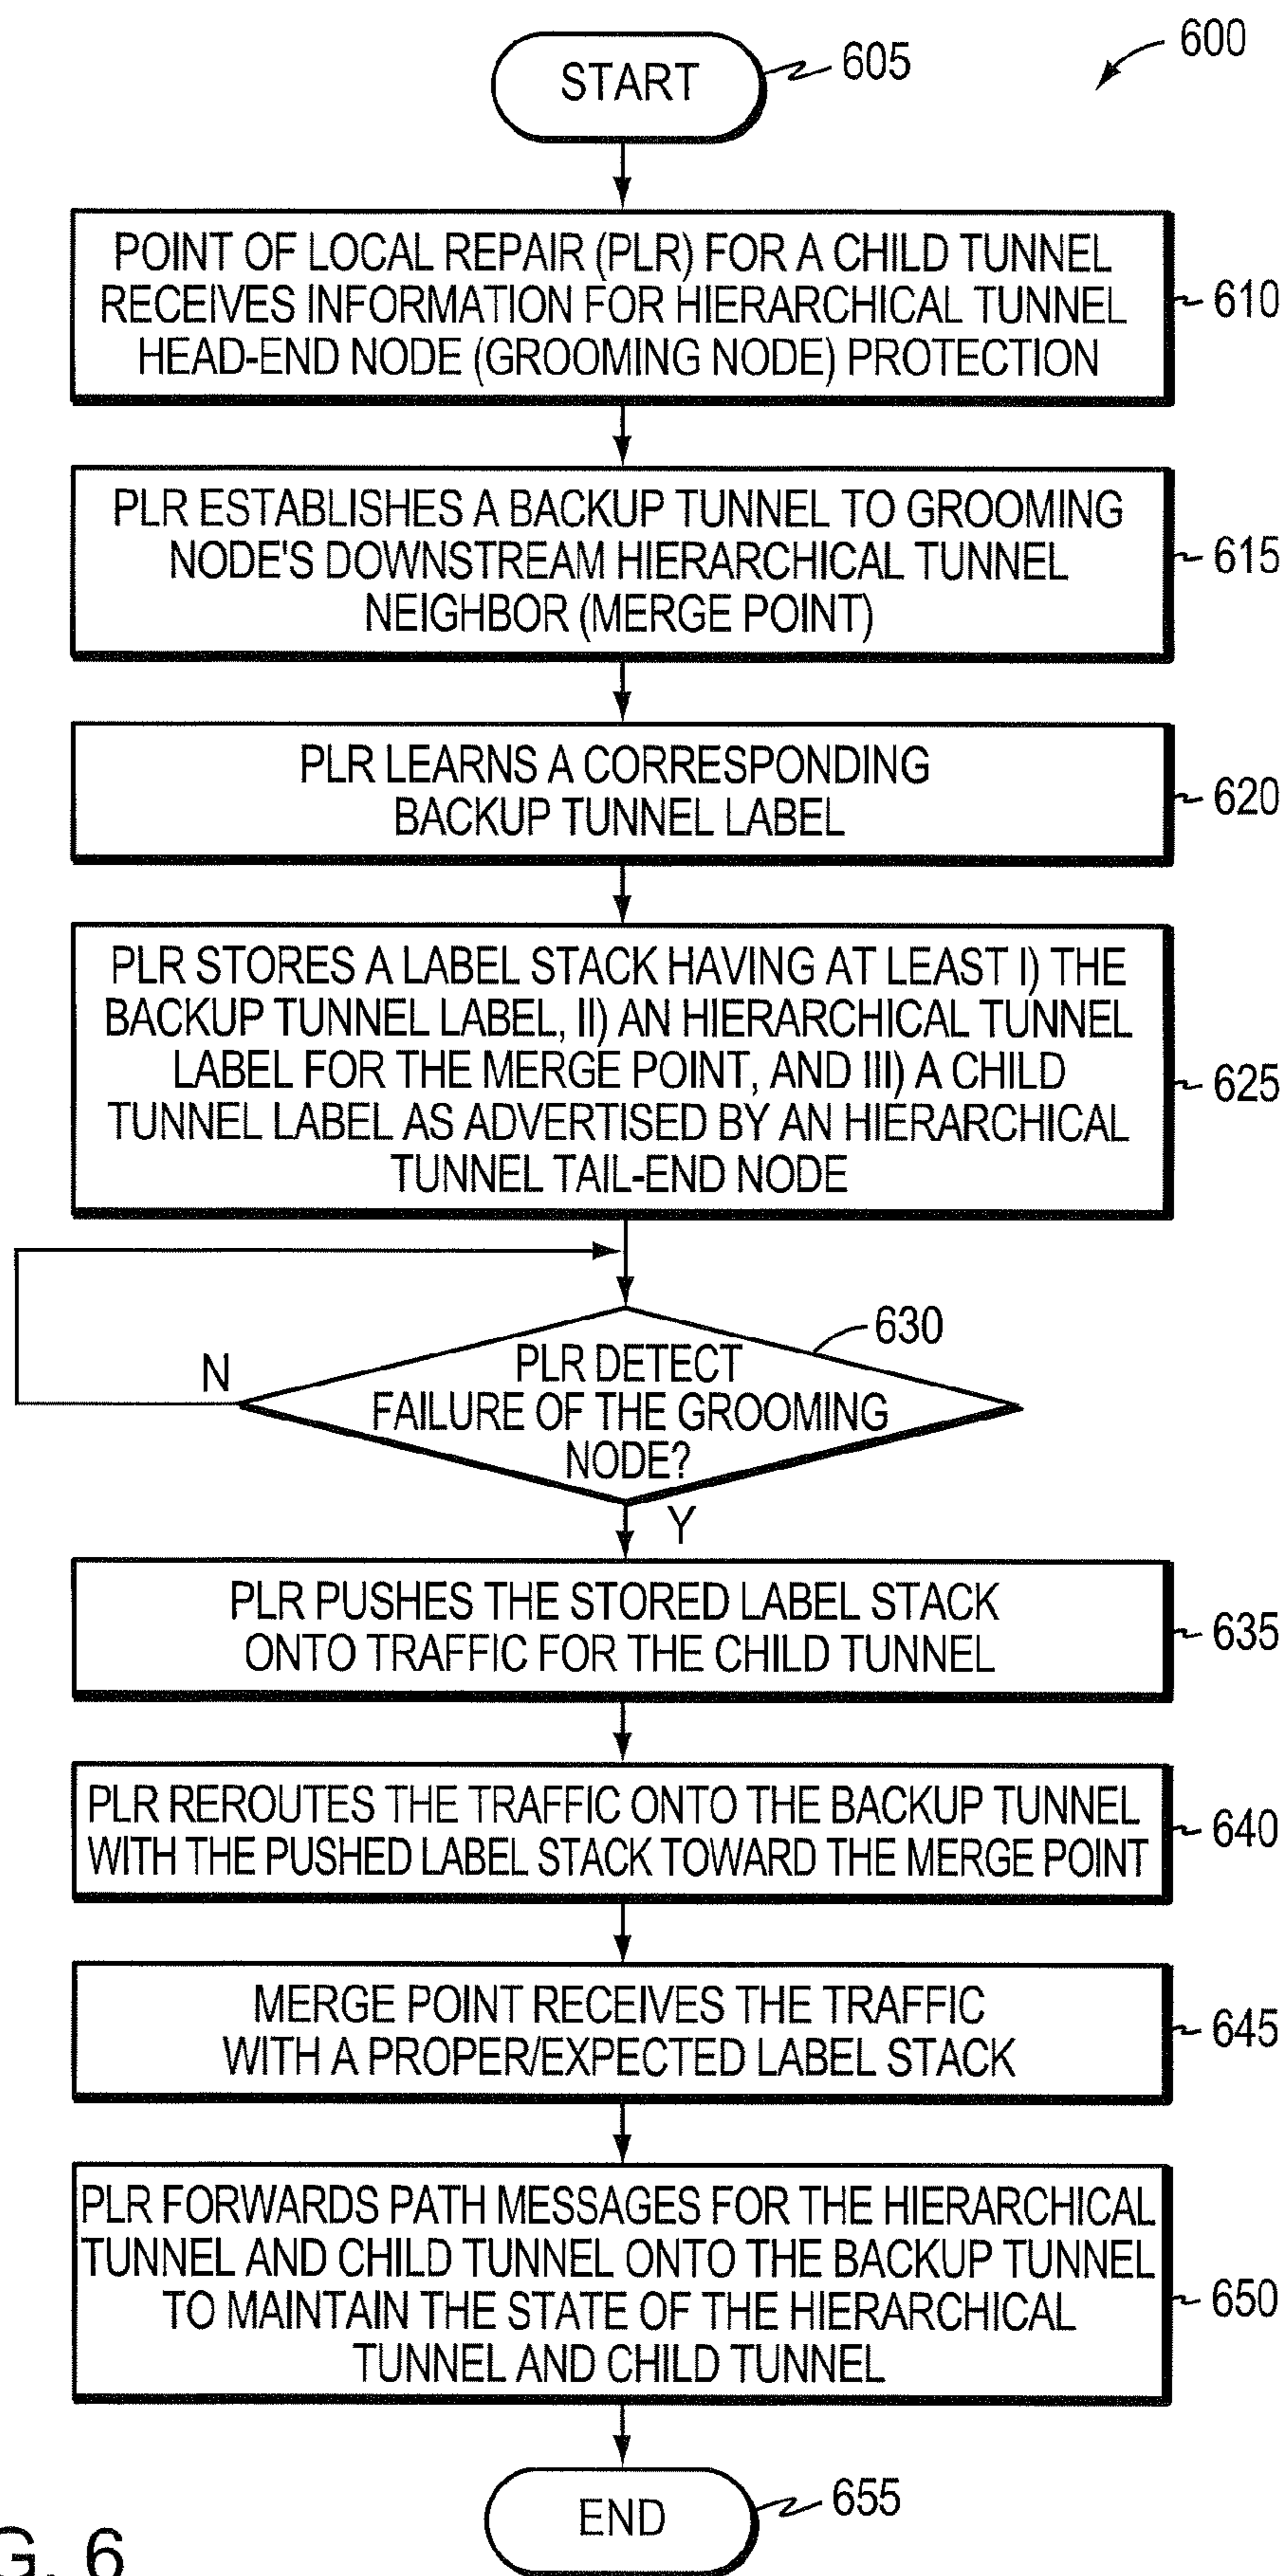 600
START
605
POINT OF LOCAL REPAIR (PLR) FOR A CHILD TUNNEL
RECEIVES INFORMATION FOR HIERARCHICAL TUNNEL
HEAD-END NODE (GROOMING NODE) PROTECTION
610
PLR ESTABLISHES A BACKUP TUNNEL TO GROOMING
NODE'S DOWNSTREAM HIERARCHICAL TUNNEL
NEIGHBOR (MERGE POINT)
615
PLR LEARNS A CORRESPONDING
BACKUP TUNNEL LABEL
620
PLR STORES A LABEL STACK HAVING AT LEAST I) THE
BACKUP TUNNEL LABEL, II) AN HIERARCHICAL TUNNEL
LABEL FOR THE MERGE POINT, AND III) A CHILD
TUNNEL LABEL AS ADVERTISED BY AN HIERARCHICAL
TUNNEL TAIL-END NODE
625
630
PLR DETECT
FAILURE OF THE GROOMING
NODE?
N
Y
PLR PUSHES THE STORED LABEL STACK
ONTO TRAFFIC FOR THE CHILD TUNNEL
635
PLR REROUTES THE TRAFFIC ONTO THE BACKUP TUNNEL
WITH THE PUSHED LABEL STACK TOWARD THE MERGE POINT
640
MERGE POINT RECEIVES THE TRAFFIC
WITH A PROPER/EXPECTED LABEL STACK
645
PLR FORWARDS PATH MESSAGES FOR THE HIERARCHICAL
TUNNEL AND CHILD TUNNEL ONTO THE BACKUP TUNNEL
TO MAINTAIN THE STATE OF THE HIERARCHICAL
TUNNEL AND CHILD TUNNEL
650
END
655
G. 6